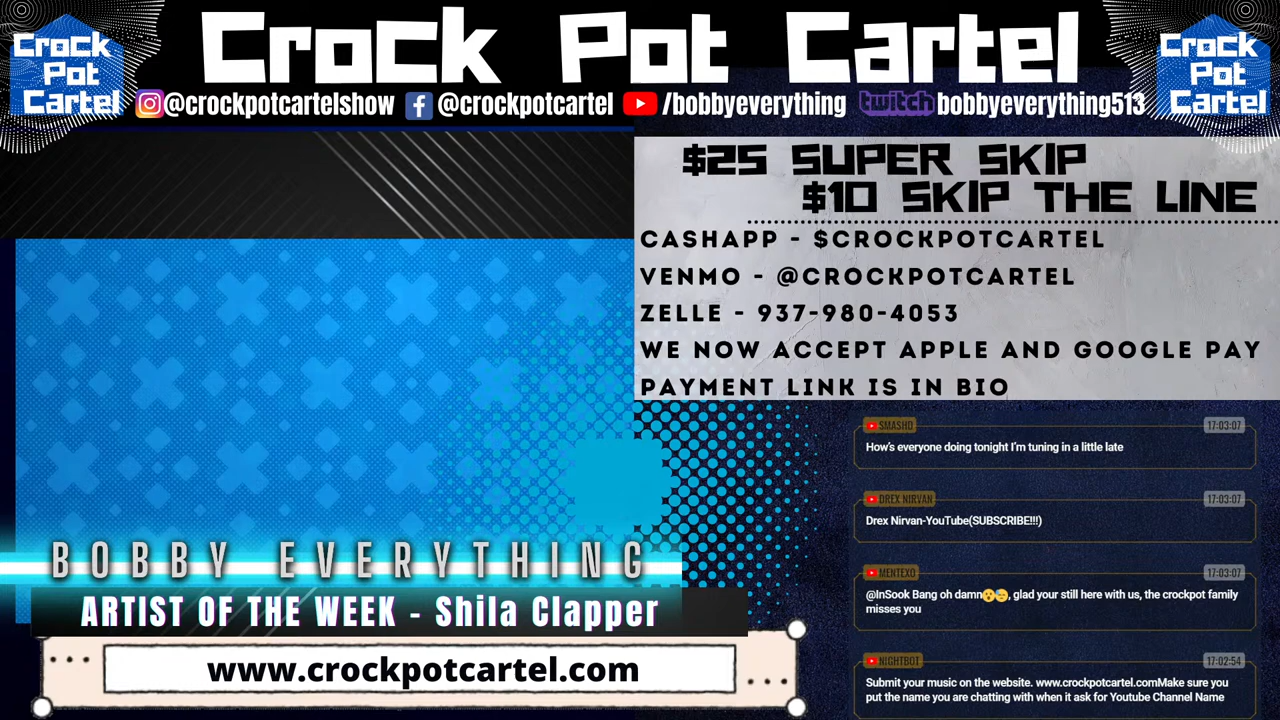 Crock Pot Cartel
Crock
Pot
Cartel
Crock
Pot
Cartel
@crockpotcartelshow @crockpotcartel /bobbyeverything twitch bobbyeverything513
$25 SUPER SKIP
$10 SKIP THE LINE
CASHAPP - $CROCKPOTCARTEL
VENMO - @CROCKPOTCARTEL
ZELLE - 937-980-4053
WE NOW ACCEPT APPLE AND GOOGLE PAY
PAYMENT LINK IS IN BIO
SMASHD 17:03:07
How's everyone doing tonight I'm tuning in a little late
DREX NIRVAN 17:03:07
Drex Nirvan-YouTube(SUBSCRIBE!!!)
MENTEXO 17:03:07
@InSook Bang oh damn😯😓, glad your still here with us, the crockpot family
misses you
NIGHTBOT 17:02:54
Submit your music on the website. www.crockpotcartel.comMake sure you
put the name you are chatting with when it ask for Youtube Channel Name
BOBBY EVERYTHING
ARTIST OF THE WEEK - Shila Clapper
www.crockpotcartel.com